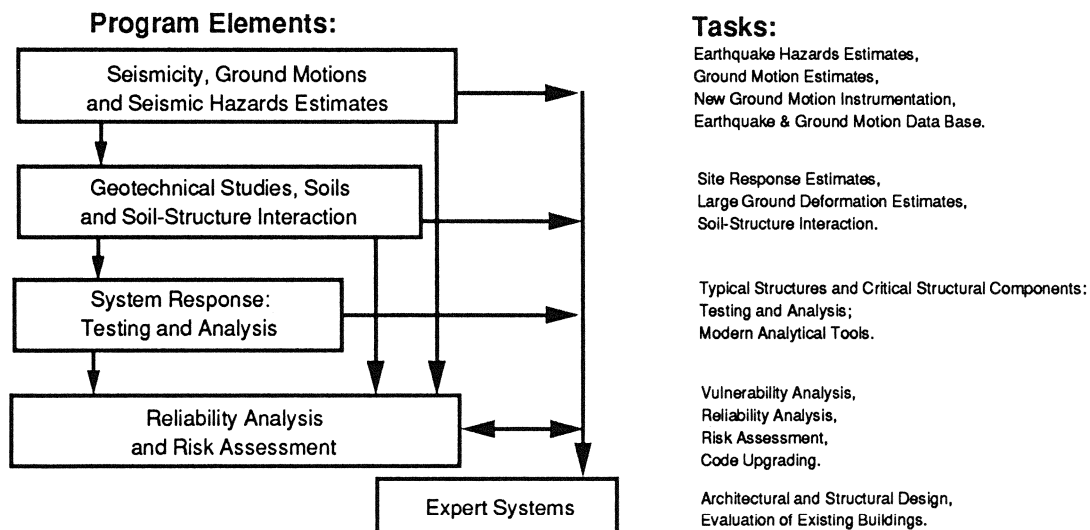 Program Elements:
Seismicity, Ground Motions
and Seismic Hazards Estimates
Geotechnical Studies, Soils
and Soil-Structure Interaction
System Response:
Testing and Analysis
Reliability Analysis
and Risk Assessment
Expert Systems
Tasks:
Earthquake Hazards Estimates,
Ground Motion Estimates,
New Ground Motion Instrumentation,
Earthquake & Ground Motion Data Base.
Site Response Estimates,
Large Ground Deformation Estimates,
Soil-Structure Interaction.
Typical Structures and Critical Structural Components:
Testing and Analysis;
Modern Analytical Tools.
Vulnerability Analysis,
Reliability Analysis,
Risk Assessment,
Code Upgrading.
Architectural and Structural Design,
Evaluation of Existing Buildings.